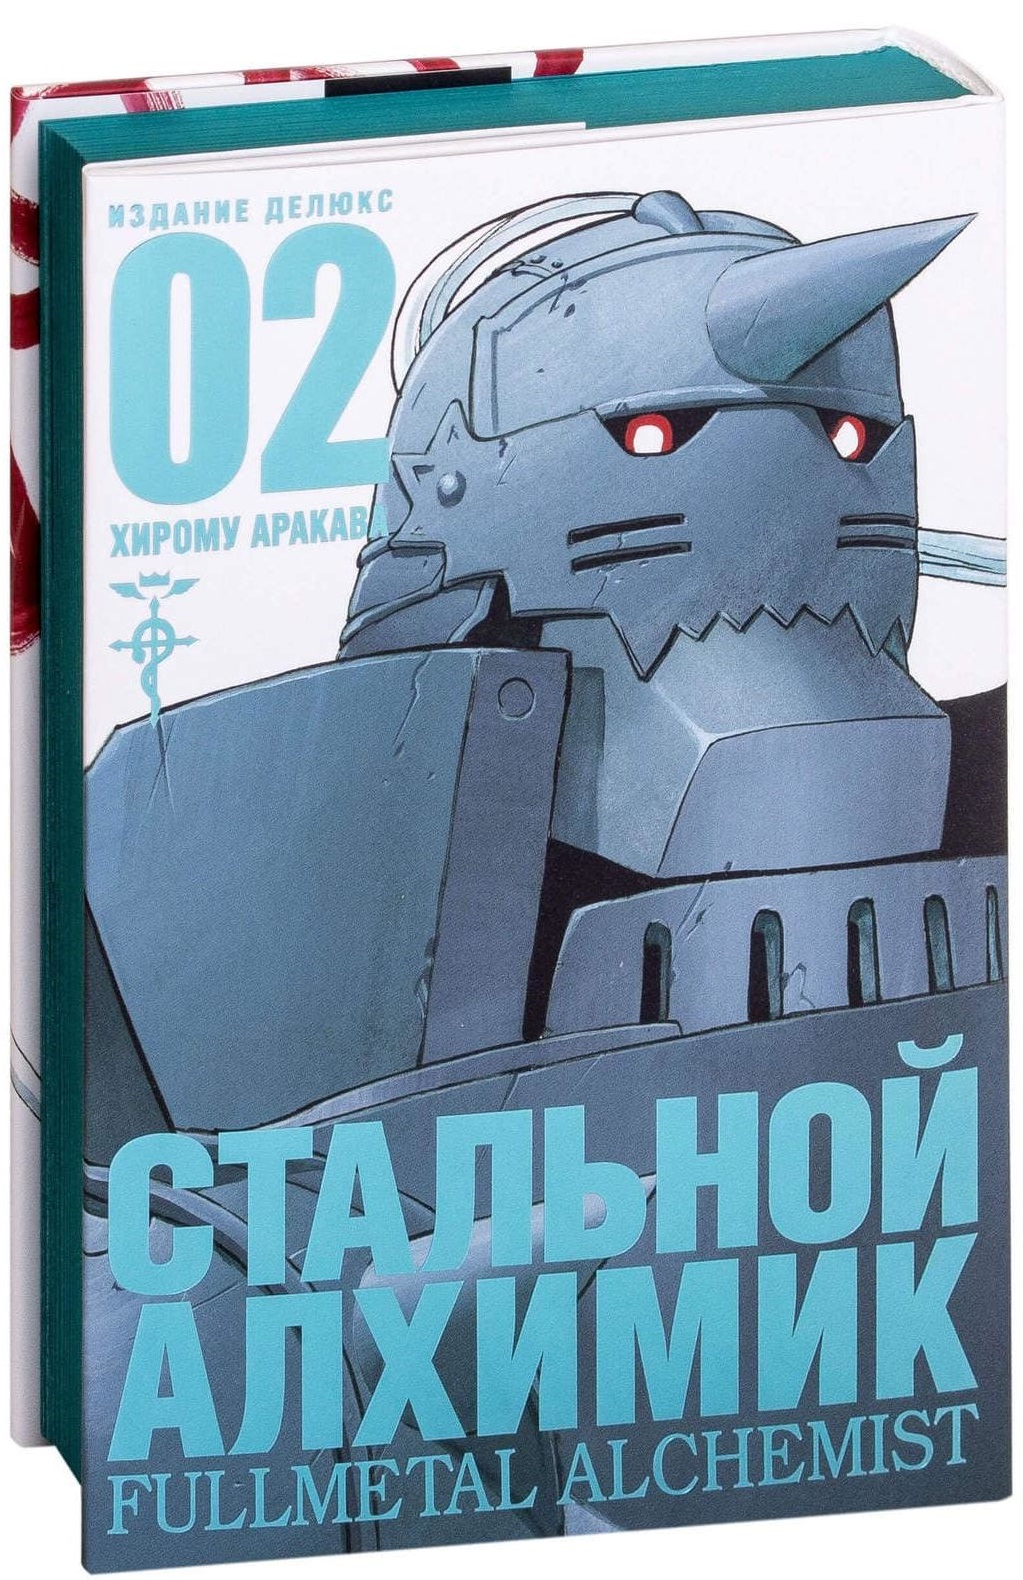 ИЗДАНИЕ ДЕЛЮКС
02
ХИРОМУ АРАКАВА
СТАЛЬНОЙ
АЛХИМИК
FULLMETAL ALCHEMIST